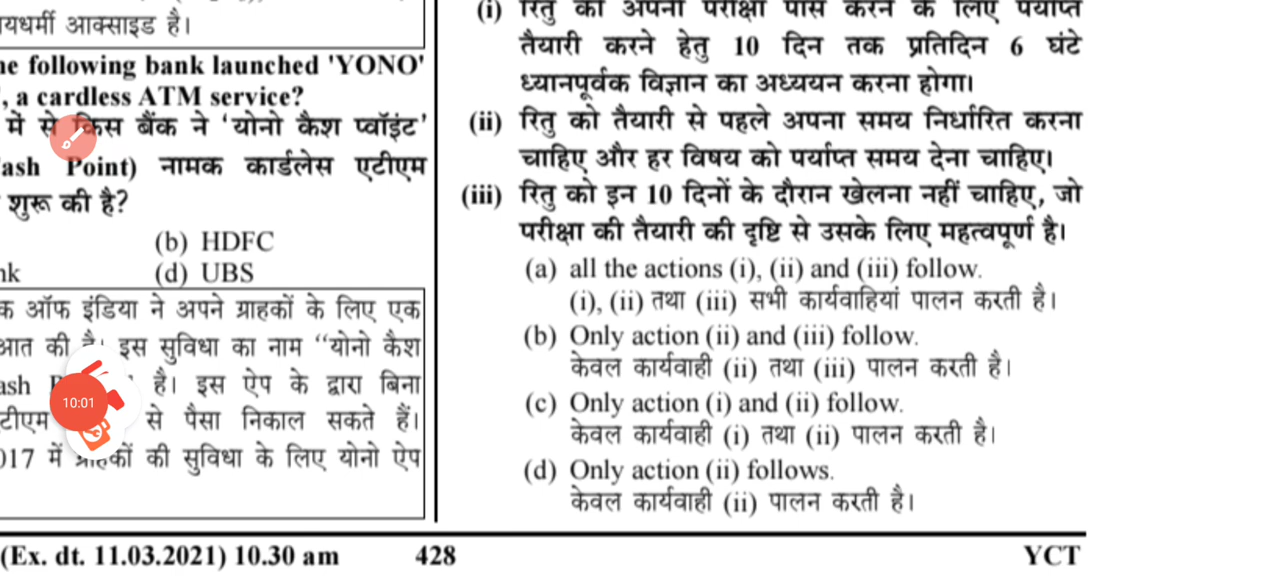 यधर्मी आक्साइड है।
he following bank launched 'YONO'
, a cardless ATM service?
में से किस बैंक ने ‘योनो कैश प्वॉइंट’
ash Point) नामक कार्डलेस एटीएम
शुरू की है?
(b) HDFC
nk (d) UBS
क ऑफ इंडिया ने अपने ग्राहकों के लिए एक
आत की है। इस सुविधा का नाम “योनो कैश
ash है। इस ऐप के द्वारा बिना
टीएम से पैसा निकाल सकते हैं।
017 में ग्राहकों की सुविधा के लिए योनो ऐप
10:01
(i) रितु को अपनी परीक्षा पास करने के लिए पर्याप्त
तैयारी करने हेतु 10 दिन तक प्रतिदिन 6 घंटे
ध्यानपूर्वक विज्ञान का अध्ययन करना होगा।
(ii) रितु को तैयारी से पहले अपना समय निर्धारित करना
चाहिए और हर विषय को पर्याप्त समय देना चाहिए।
(iii) रितु को इन 10 दिनों के दौरान खेलना नहीं चाहिए, जो
परीक्षा की तैयारी की दृष्टि से उसके लिए महत्वपूर्ण है।
(a) all the actions (i), (ii) and (iii) follow.
(i), (ii) तथा (iii) सभी कार्यवाहियां पालन करती है।
(b) Only action (ii) and (iii) follow.
केवल कार्यवाही (ii) तथा (iii) पालन करती है।
(c) Only action (i) and (ii) follow.
केवल कार्यवाही (i) तथा (ii) पालन करती है।
(d) Only action (ii) follows.
केवल कार्यवाही (ii) पालन करती है।
(Ex. dt. 11.03.2021) 10.30 am 428 YCT